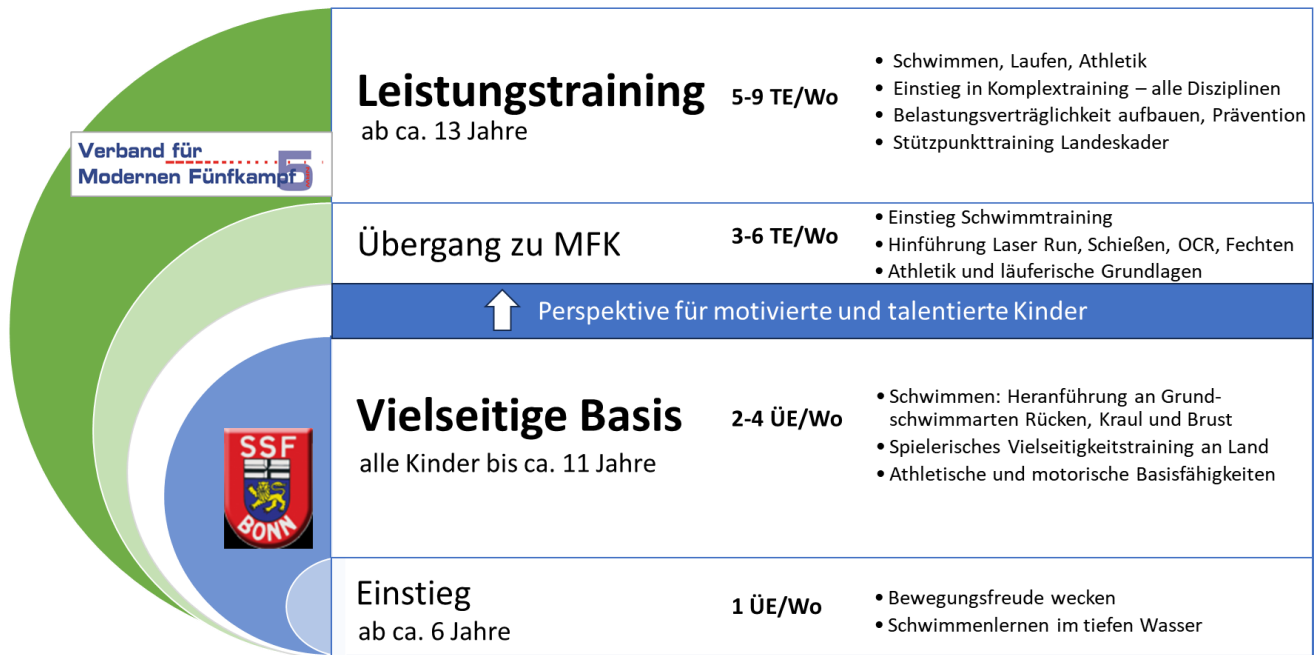 Leistungstraining
ab ca. 13 Jahre
5-9 TE/Wo
• Schwimmen, Laufen, Athletik
• Einstieg in Komplextraining – alle Disziplinen
• Belastungsverträglichkeit aufbauen, Prävention
• Stützpunkttraining Landeskader
Verband für
Modernen Fünfkampf 5
Übergang zu MFK
3-6 TE/Wo
• Einstieg Schwimmtraining
• Hinführung Laser Run, Schießen, OCR, Fechten
• Athletik und läuferische Grundlagen
Perspektive für motivierte und talentierte Kinder
Vielseitige Basis
alle Kinder bis ca. 11 Jahre
2-4 ÜE/Wo
• Schwimmen: Heranführung an Grund-
schwimmarten Rücken, Kraul und Brust
• Spielerisches Vielseitigkeitstraining an Land
• Athletische und motorische Basisfähigkeiten
SSF
BONN
Einstieg
ab ca. 6 Jahre
1 ÜE/Wo
• Bewegungsfreude wecken
• Schwimmenlernen im tiefen Wasser